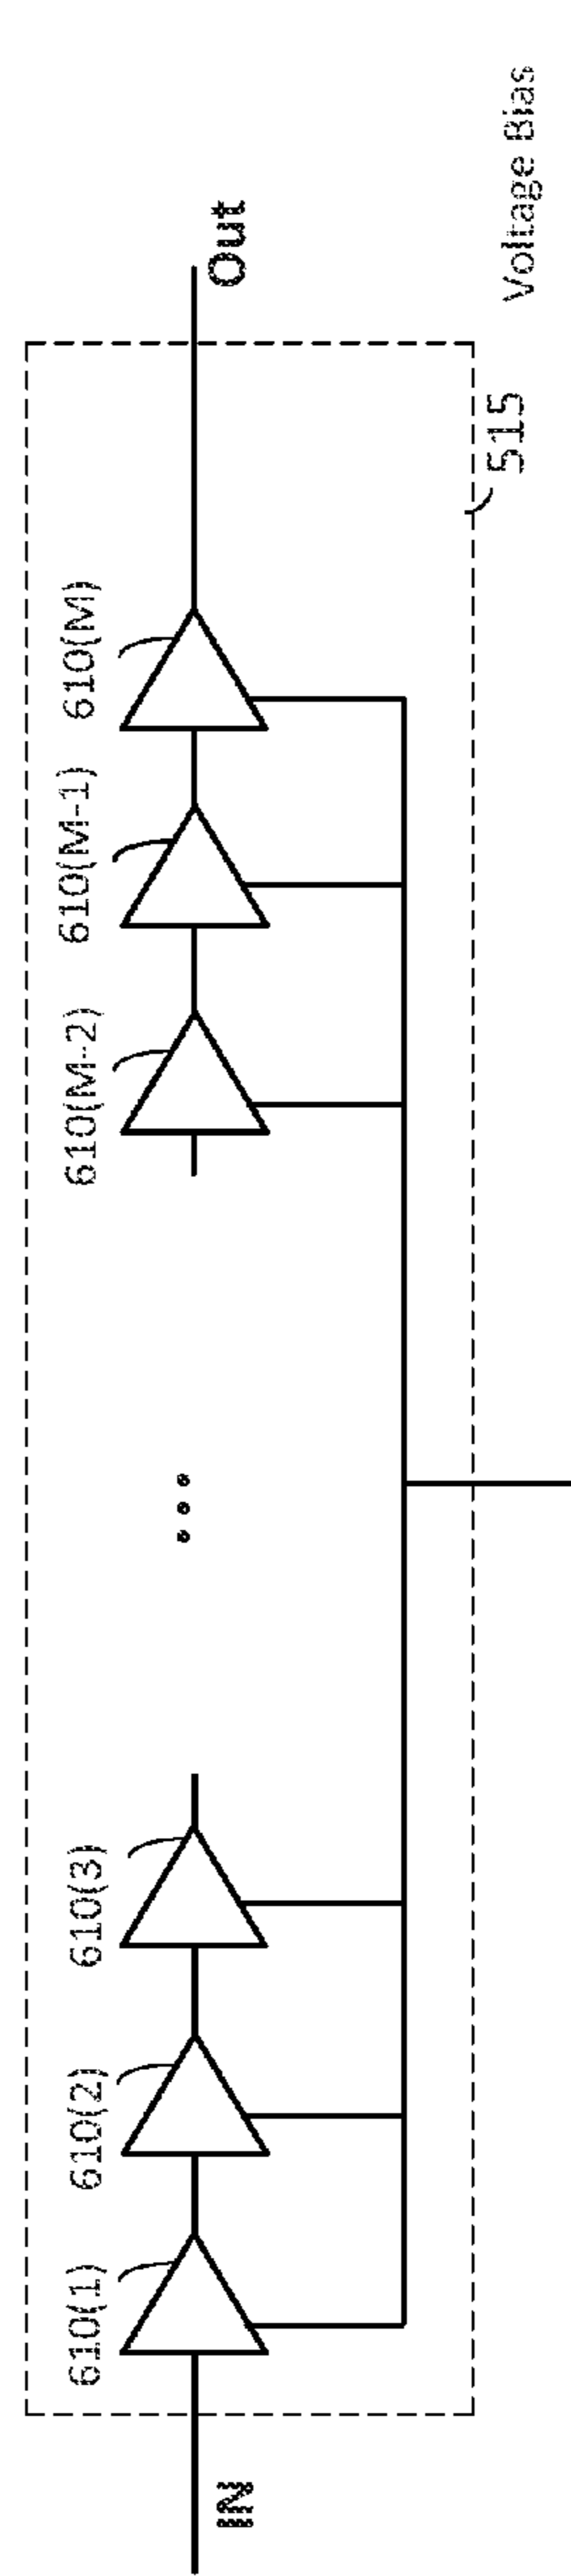 610(1)
610(2)
610(3)
...
610(M-2)
610(M-1)
610(M)
IN
Out
515
Voltage Bias